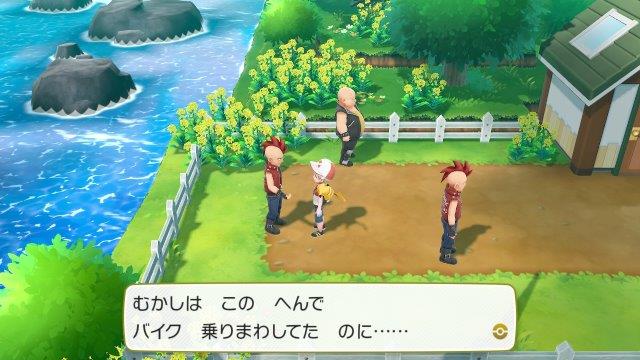 むかしは　この　へんで
バイク　乗りまわしてた　のに……